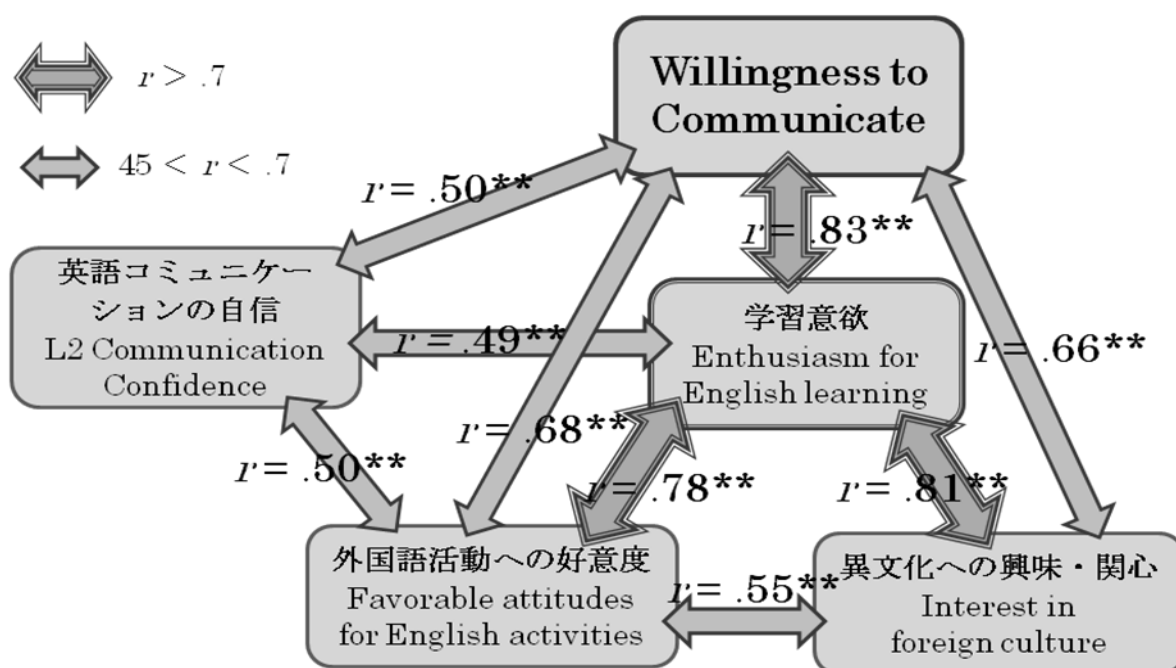 r > .7
45 < r < .7
Willingness to
Communicate
r = .50**
r = .83**
英語コミュニケー
ションの自信
L2 Communication
Confidence
r = .49**
学習意欲
Enthusiasm for
English learning
r = .66**
r = .68**
r = .50**
r = .78**
r = .81**
外国語活動への好意度
Favorable attitudes
for English activities
r = .55**
異文化への興味・関心
Interest in
foreign culture